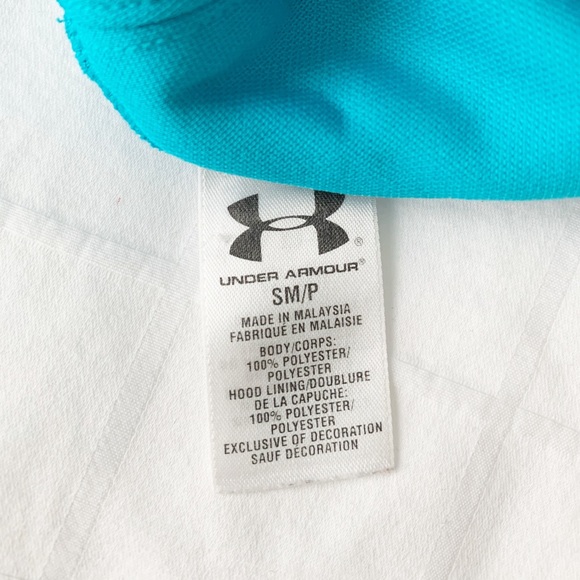 UNDER ARMOUR®
SM/P
MADE IN MALAYSIA
FABRIQUÉ EN MALAISIE
BODY/CORPS:
100% POLYESTER/
POLYESTER
HOOD LINING/DOUBLURE
DE LA CAPUCHE:
100% POLYESTER/
POLYESTER
EXCLUSIVE OF DECORATION
SAUF DÉCORATION